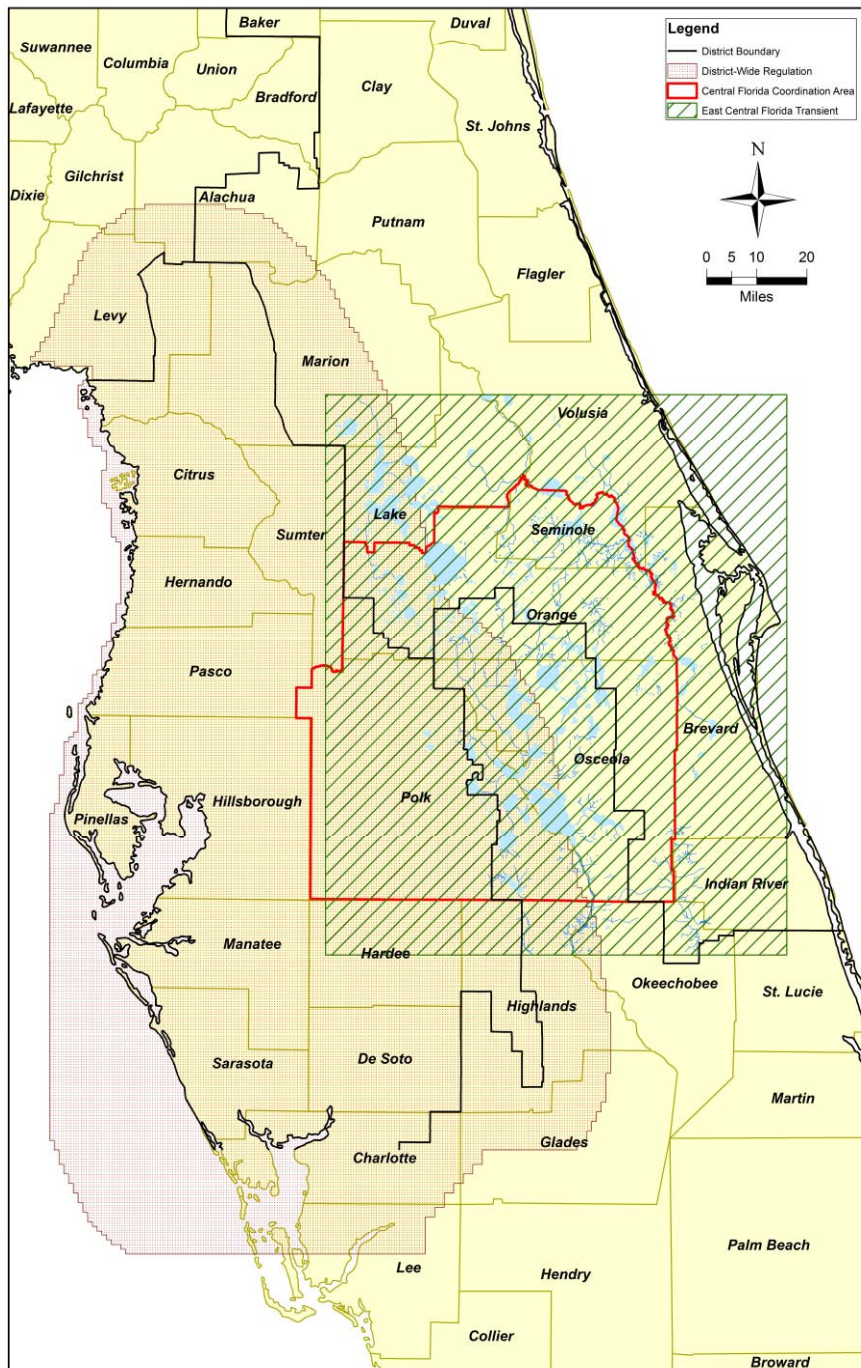 Baker
Duval
Legend
District Boundary
District-Wide Regulation
Central Florida Coordination Area
East Central Florida Transient
Suwannee
Columbia
Union
Clay
Bradford
Lafayette
St. Johns
N
Gilchrist
Dixie
Alachua
Putnam
Flagler
0 5 10 20
Miles
Levy
Marion
Volusia
Citrus
Lake
Sumter
Seminole
Hernando
Orange
Pasco
Brevard
Osceola
Polk
Hillsborough
Pinellas
Indian River
Manatee
Hardee
Okeechobee
St. Lucie
Highlands
Sarasota
De Soto
Martin
Glades
Charlotte
Palm Beach
Lee
Hendry
Collier
Broward